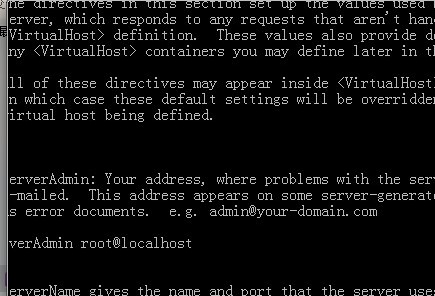 he directives in this section set up the values used
erver, which responds to any requests that aren't han
VirtualHost> definition. These values also provide de
ny <VirtualHost> containers you may define later in th
ll of these directives may appear inside <VirtualHost
n which case these default settings will be overridden
irtual host being defined.
erverAdmin: Your address, where problems with the serv
-mailed. This address appears on some server-generate
s error documents. e.g. admin@your-domain.com
verAdmin root@localhost
erverName gives the name and port that the server uses